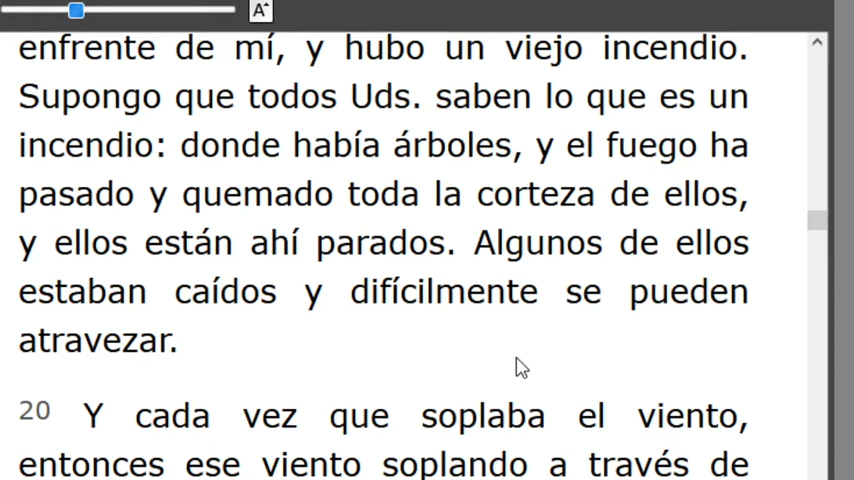 A
enfrente de mí, y hubo un viejo incendio.
Supongo que todos Uds. saben lo que es un
incendio: donde había árboles, y el fuego ha
pasado y quemado toda la corteza de ellos,
y ellos están ahí parados. Algunos de ellos
estaban caídos y difícilmente se pueden
atravezar.
20 Y cada vez que soplaba el viento,
entonces ese viento soplando a través de